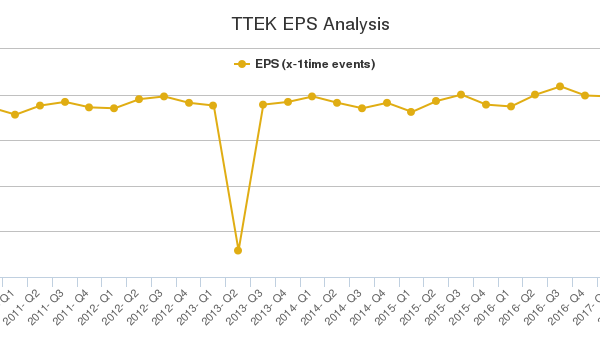 TTEK EPS Analysis
EPS (x-1time events)
Q1
2011- Q2
2011- Q3
2011- Q4
2012- Q1
2012- Q2
2012- Q3
2012- Q4
2013- Q1
2013- Q2
2013- Q3
2013- Q4
2014- Q1
2014- Q2
2014- Q3
2014- Q4
2015- Q1
2015- Q2
2015- Q3
2015- Q4
2016- Q1
2016- Q2
2016- Q3
2016- Q4
2017- Q